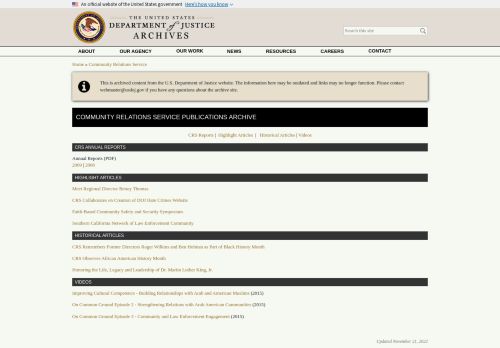 An official website of the United States government Here's how you know
THE UNITED STATES
DEPARTMENT of JUSTICE
ARCHIVES
Search this site
ABOUT OUR AGENCY OUR WORK NEWS RESOURCES CAREERS CONTACT
Home » Community Relations Service
This is archived content from the U.S. Department of Justice website. The information here may be outdated and links may no longer function. Please contact
webmaster@usdoj.gov if you have any questions about the archive site.
COMMUNITY RELATIONS SERVICE PUBLICATIONS ARCHIVE
CRS Reports | Highlight Articles | Historical Articles | Videos
CRS ANNUAL REPORTS
Annual Reports (PDF)
HIGHLIGHT ARTICLES
Meet Regional Director Thomas
CRS Collaborates on Creation of DOJ Hate Crimes Website
Faith-Based Community Safety and Security Symposium
Southern California Network of Law Enforcement Community
HISTORICAL ARTICLES
CRS Remembers Former Directors Roger Wilkins and Ben Holman as Part of Black History Month
CRS Observes African American History Month
Honoring the Life, Legacy and Leadership of Dr. Martin Luther King, Jr.
VIDEOS
Improving Cultural Competence - Building Relationships with Arab and American Muslims (2015)
On Common Ground Episode 2 - Strengthening Relations with Arab American Communities (2015)
On Common Ground Episode 3 - Community and Law Enforcement Engagement (2015)
Updated November 21, 2022